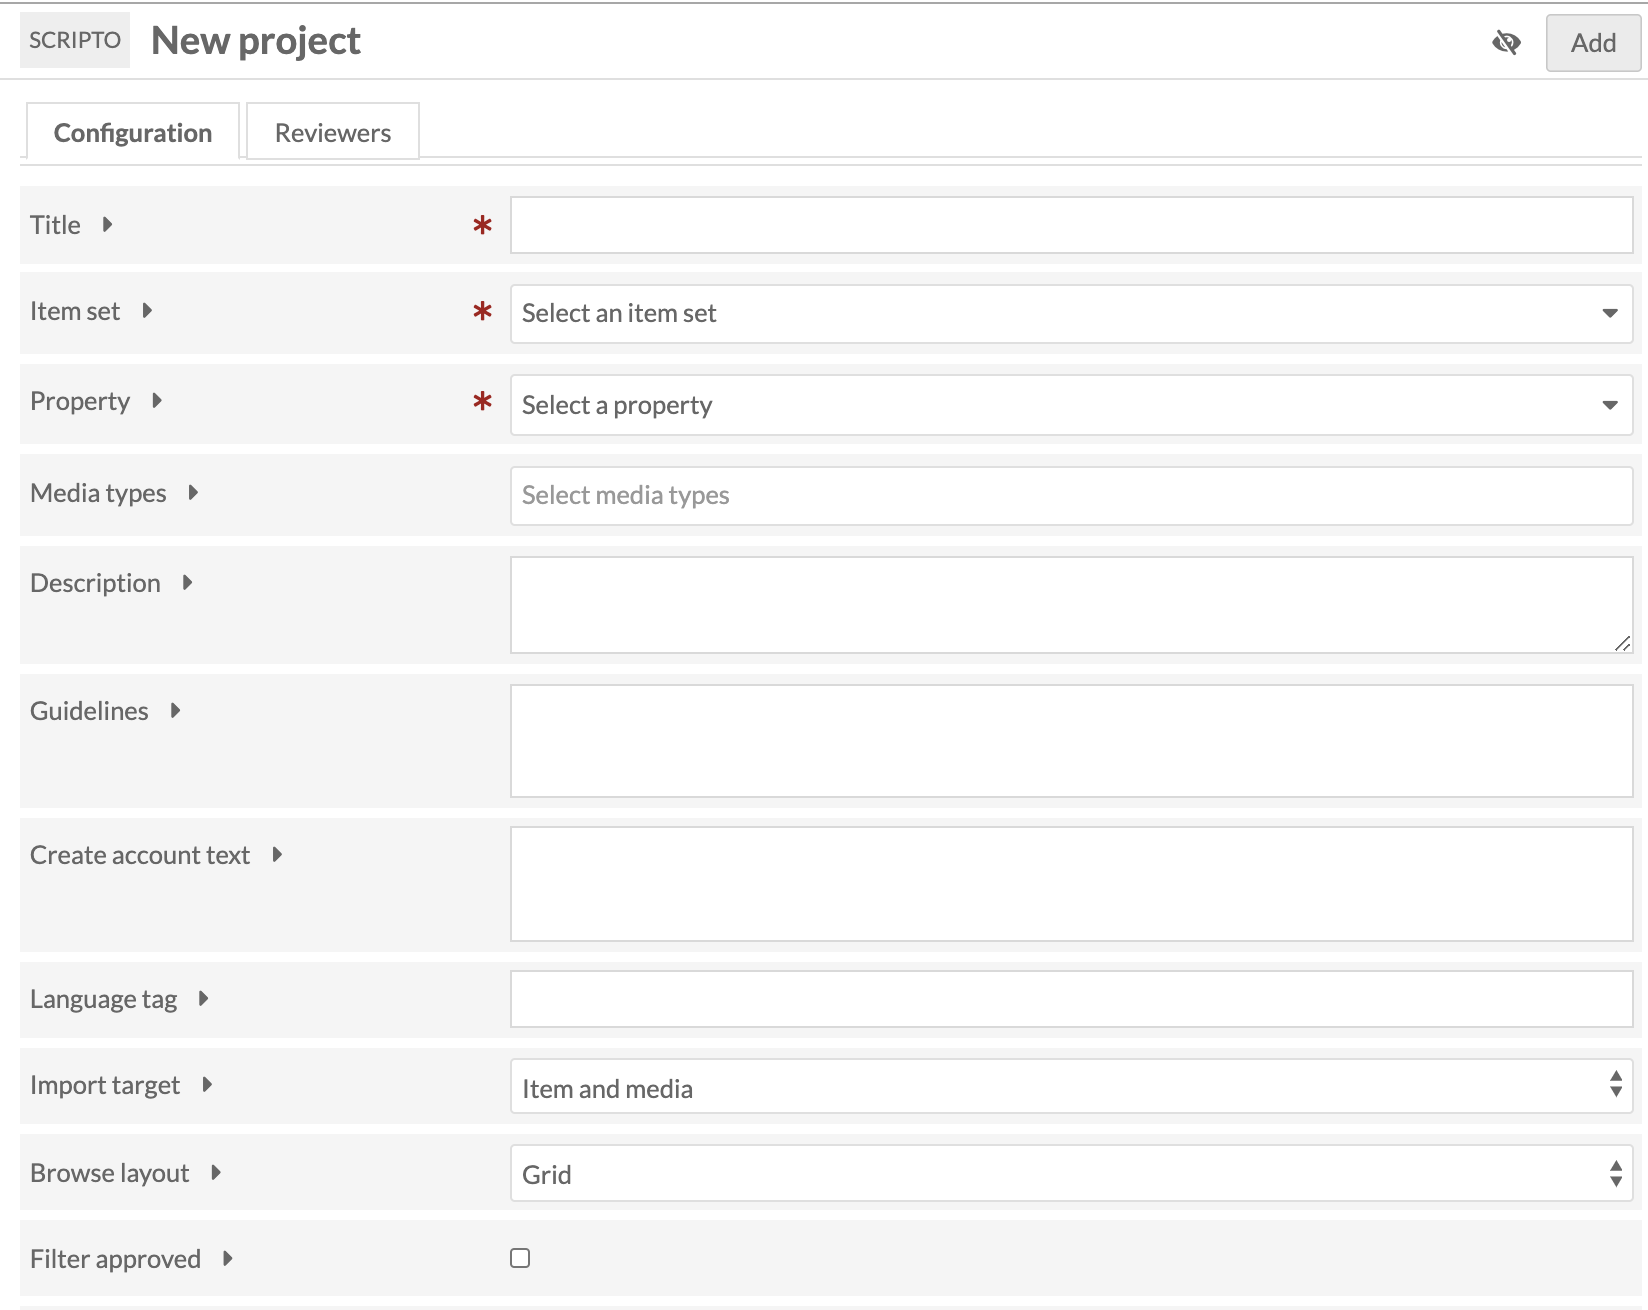 SCRIPTO New project Add
Configuration Reviewers
Title *
Item set * Select an item set
Property * Select a property
Media types Select media types
Description
Guidelines
Create account text
Language tag
Import target Item and media
Browse layout Grid
Filter approved